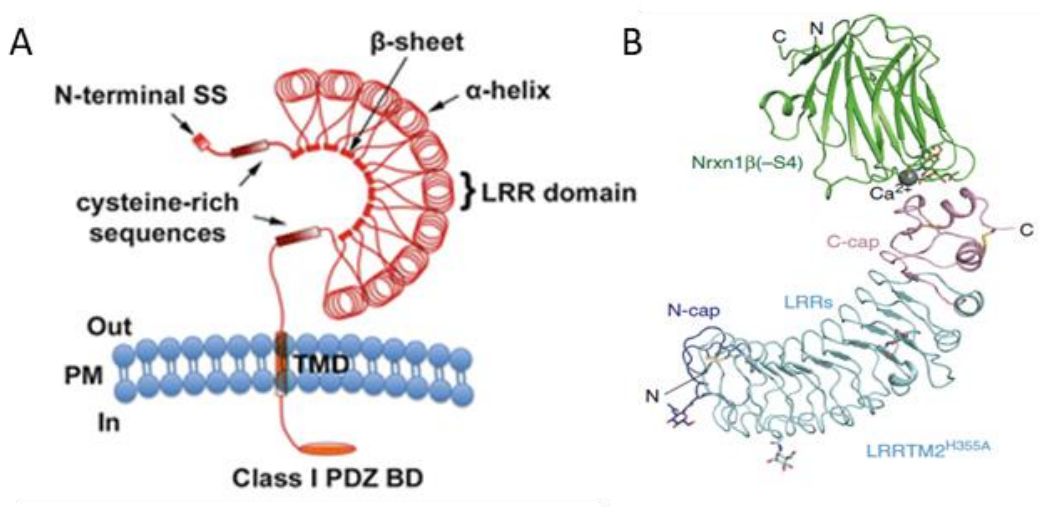 A
β-sheet
N-terminal SS
α-helix
} LRR domain
cysteine-rich
sequences
Out
PM
TMD
In
Class I PDZ BD
B
C
N
Nrxn1β(–S4)
Ca2+
C-cap
C
LRRs
N-cap
N
LRRTM2H355A